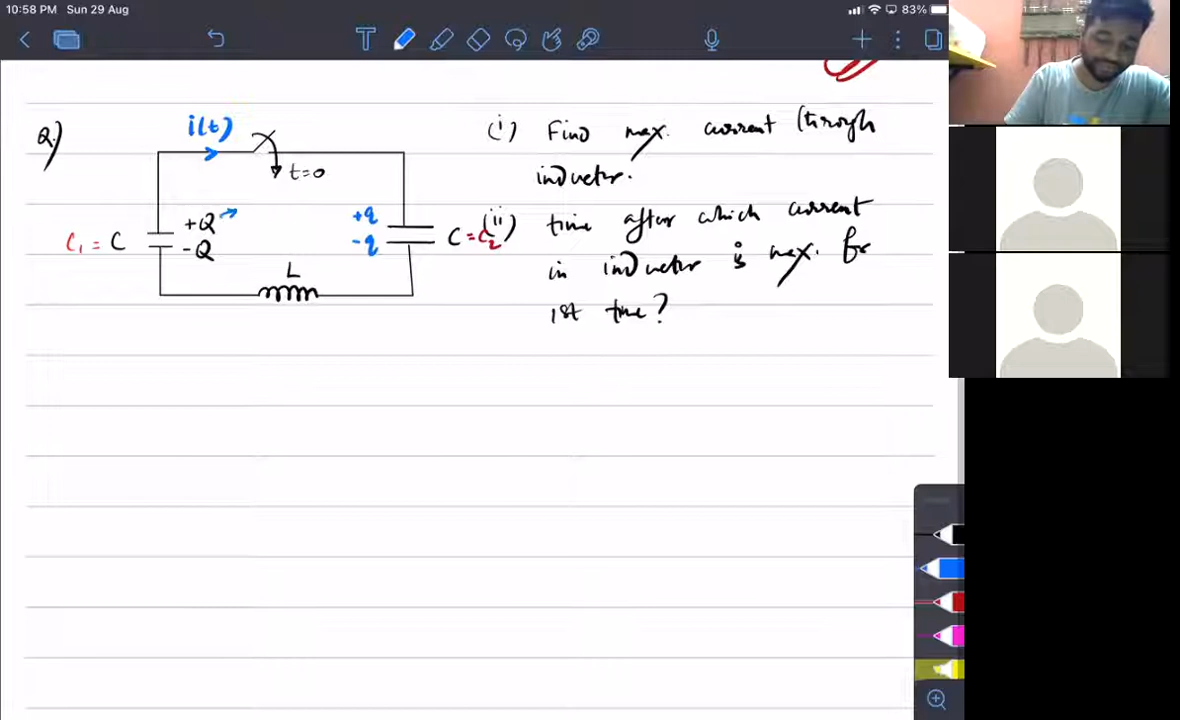 10:58 PM Sun 29 Aug
83%
T
Q.)
i(t)
t=0
+Q
-Q
C₁ = C
+q
-q
C = C₂
L
(i) Find max. current through
inductor.
(ii) time after which current
in inductor is max. for
1st time?